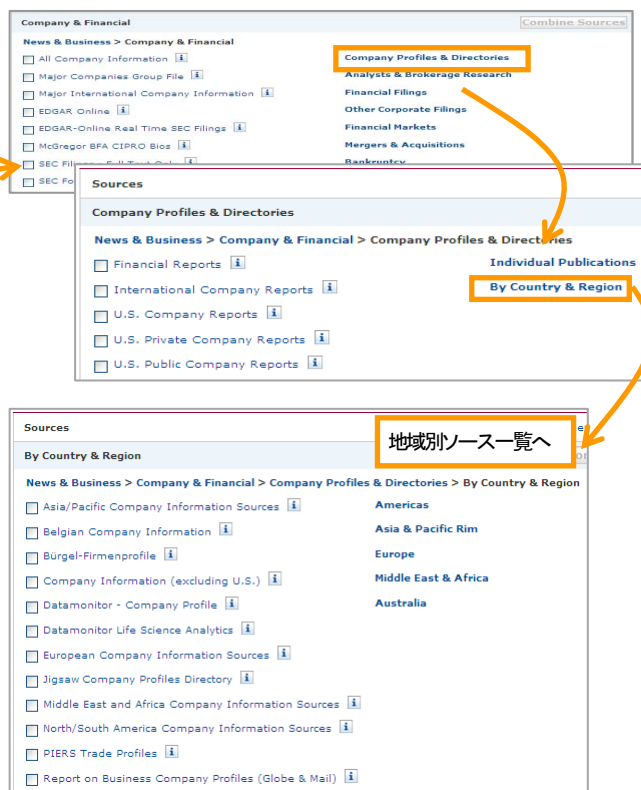 Company & Financial
Combine Sources
News & Business > Company & Financial
All Company Information
Major Companies Group File
Major International Company Information
EDGAR Online
EDGAR-Online Real Time SEC Filings
McGregor BFA CIPRO Bios
SEC
SEC Fo
Company Profiles & Directories
Analysts & Brokerage Research
Financial Filings
Other Corporate Filings
Financial Markets
Mergers & Acquisitions
Bankruptcy
Sources
Company Profiles & Directories
News & Business > Company & Financial > Company Profiles & Directories
Financial Reports
International Company Reports
U.S. Company Reports
U.S. Private Company Reports
U.S. Public Company Reports
Individual Publications
By Country & Region
Sources
地域別ソース一覧へ
By Country & Region
News & Business > Company & Financial > Company Profiles & Directories > By Country & Region
Asia/Pacific Company Information Sources
Belgian Company Information
Bürgel-Firmenprofile
Company Information (excluding U.S.)
Datamonitor - Company Profile
Datamonitor Life Science Analytics
European Company Information Sources
Jigsaw Company Profiles Directory
Middle East and Africa Company Information Sources
North/South America Company Information Sources
PIERS Trade Profiles
Report on Business Company Profiles (Globe & Mail)
Americas
Asia & Pacific Rim
Europe
Middle East & Africa
Australia